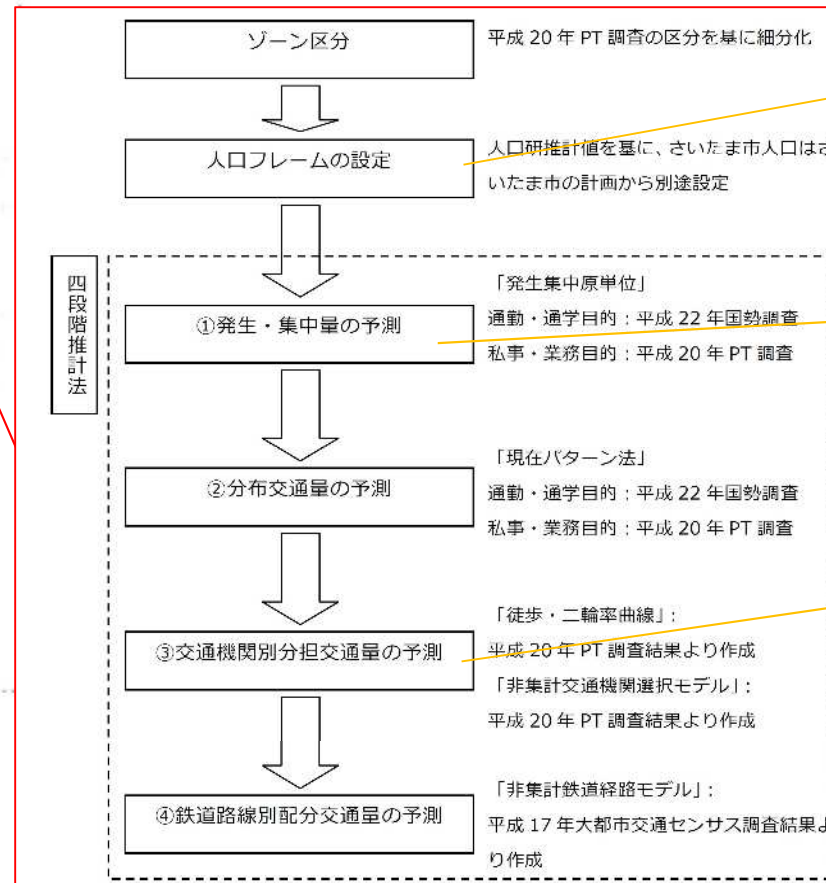 ゾーン区分
平成 20 年 PT 調査の区分を基に細分化
人口フレームの設定
人口研推計値を基に、さいたま市人口はさ
いたま市の計画から別途設定
四段階推計法
①発生・集中量の予測
「発生集中原単位」
通勤・通学目的：平成 22 年国勢調査
私事・業務目的：平成 20 年 PT 調査
②分布交通量の予測
「現在パターン法」
通勤・通学目的：平成 22 年国勢調査
私事・業務目的：平成 20 年 PT 調査
③交通機関別分担交通量の予測
「徒歩・二輪率曲線」：
平成 20 年 PT 調査結果より作成
「非集計交通機関選択モデル」：
平成 20 年 PT 調査結果より作成
④鉄道路線別配分交通量の予測
「非集計鉄道経路モデル」：
平成 17 年大都市交通センサス調査結果よ
り作成